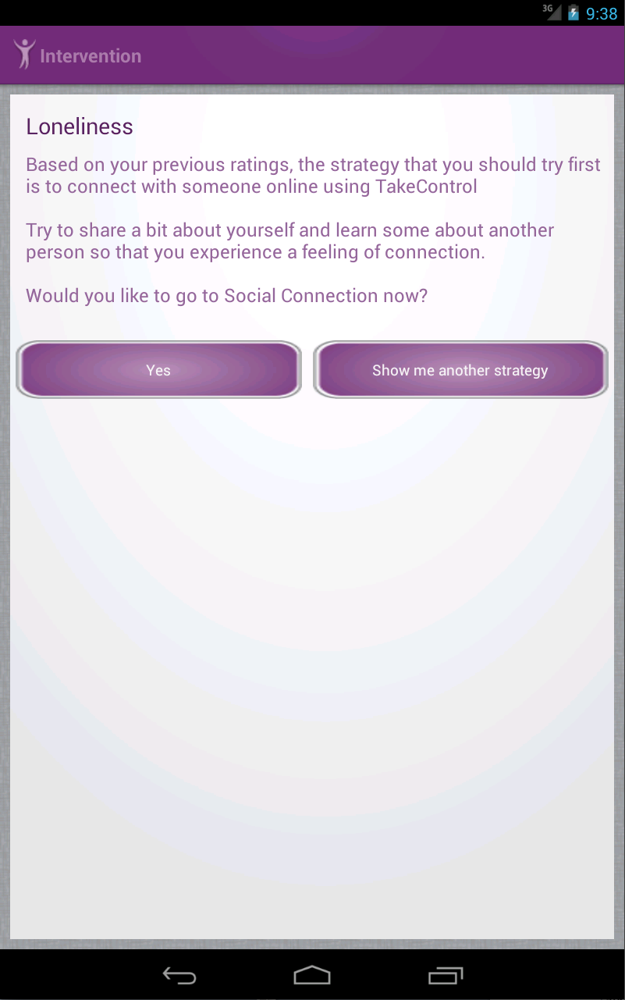 3G 9:38
Intervention
Loneliness
Based on your previous ratings, the strategy that you should try first
is to connect with someone online using TakeControl
Try to share a bit about yourself and learn some about another
person so that you experience a feeling of connection.
Would you like to go to Social Connection now?
Yes
Show me another strategy